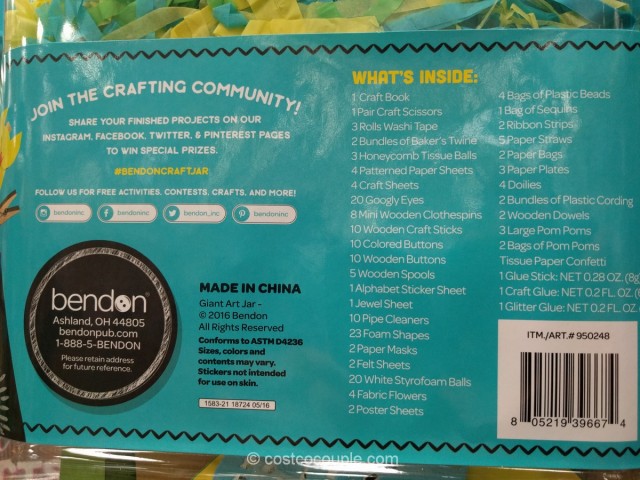 JOIN THE CRAFTING COMMUNITY!
SHARE YOUR FINISHED PROJECTS ON OUR
INSTAGRAM, FACEBOOK, TWITTER, & PINTEREST PAGES
TO WIN SPECIAL PRIZES.
#BENDONCRAFTJAR
FOLLOW US FOR FREE ACTIVITIES, CONTESTS, CRAFTS, AND MORE!
bendoninc
bendoninc
bendon_inc
bendoninc
bendon
Ashland, OH 44805
bendonpub.com
1-888-5-BENDON
Please retain address
for future reference.
MADE IN CHINA
Giant Art Jar -
© 2016 Bendon
All Rights Reserved
Conforms to ASTM D4236
Sizes, colors and
contents may vary.
Stickers not intended
for use on skin.
1583-21 18724 05/16
WHAT'S INSIDE:
1 Craft Book
1 Pair Craft Scissors
3 Rolls Washi Tape
2 Bundles of Baker's Twine
3 Honeycomb Tissue Balls
4 Patterned Paper Sheets
4 Craft Sheets
20 Googly Eyes
8 Mini Wooden Clothespins
10 Wooden Craft Sticks
10 Colored Buttons
10 Wooden Buttons
5 Wooden Spools
1 Alphabet Sticker Sheet
1 Jewel Sheet
10 Pipe Cleaners
23 Foam Shapes
2 Paper Masks
2 Felt Sheets
20 White Styrofoam Balls
4 Fabric Flowers
2 Poster Sheets
4 Bags of Plastic Beads
1 Bag of Sequins
2 Ribbon Strips
5 Paper Straws
2 Paper Bags
3 Paper Plates
4 Doilies
2 Bundles of Plastic Cording
2 Wooden Dowels
3 Large Pom Poms
2 Bags of Pom Poms
Tissue Paper Confetti
1 Glue Stick: NET 0.28 OZ. (8g
1 Craft Glue: NET 0.2 FL. OZ. (
1 Glitter Glue: NET 0.2 FL. OZ.
ITM./ART.# 950248
8 05219 39667 4
© costcocouple.com